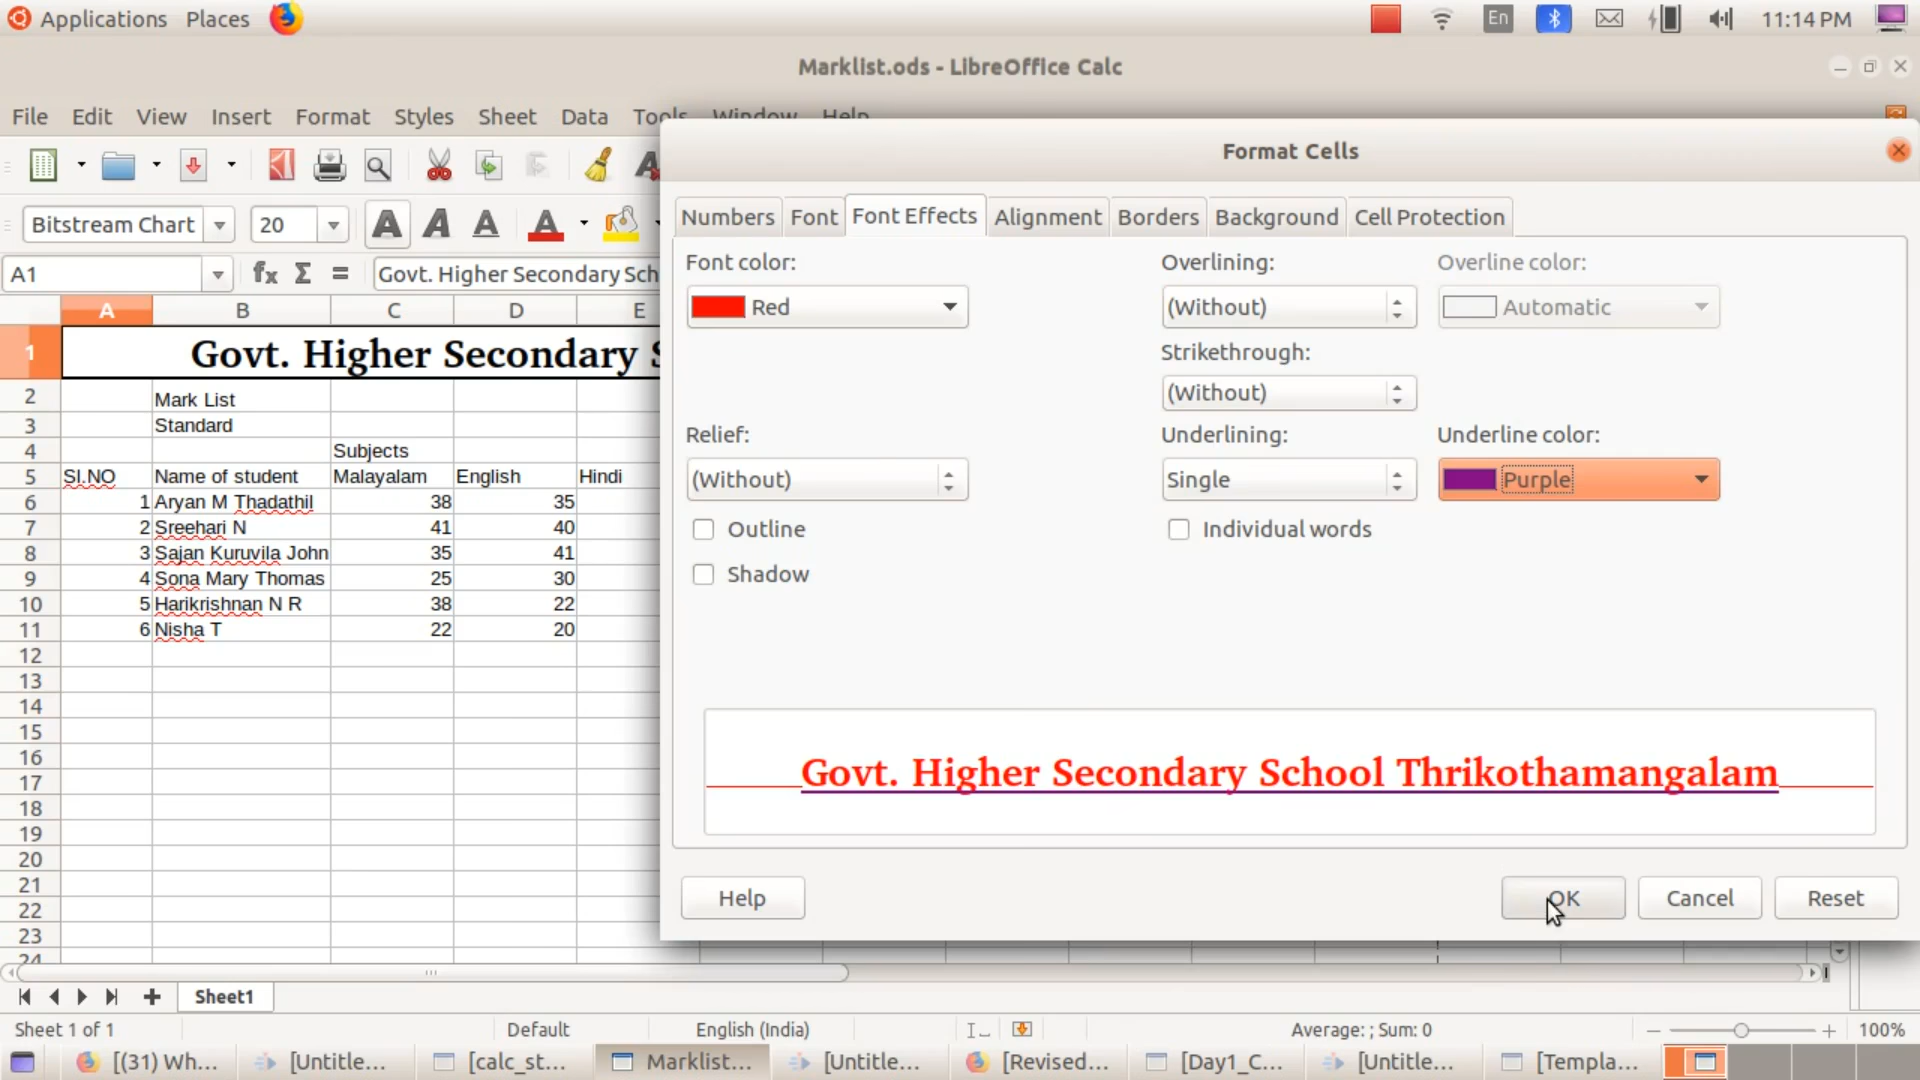 Applications Places En 11:14 PM
Marklist.ods - LibreOffice Calc
File Edit View Insert Format Styles Sheet Data Tools Window Help
Format Cells
Numbers Font Font Effects Alignment Borders Background Cell Protection
Bitstream Chart 20
Font color: Overlining: Overline color:
A1 Govt. Higher Secondary Sch
Red (Without) Automatic
A B C D E
1 Govt. Higher Secondary S
Strikethrough:
2 Mark List (Without)
3 Standard
Relief: Underlining: Underline color:
4 Subjects
5 Sl.NO Name of student Malayalam English Hindi
(Without) Single Purple
6 1 Aryan M Thadathil 38 35
7 2 Sreehari N 41 40
Outline Individual words
8 3 Sajan Kuruvila John 35 41
9 4 Sona Mary Thomas 25 30
Shadow
10 5 Harikrishnan N R 38 22
11 6 Nisha T 22 20
12
13
14
15
16
Govt. Higher Secondary School Thrikothamangalam
17
18
19
20
21
22
Help OK Cancel Reset
23
24
Sheet1
Sheet 1 of 1 Default English (India) Average: ; Sum: 0 100%
[(31) Wh... [Untitle... [calc_st... Marklist... [Untitle... [Revised... [Day1_C... [Untitle... [Templa...